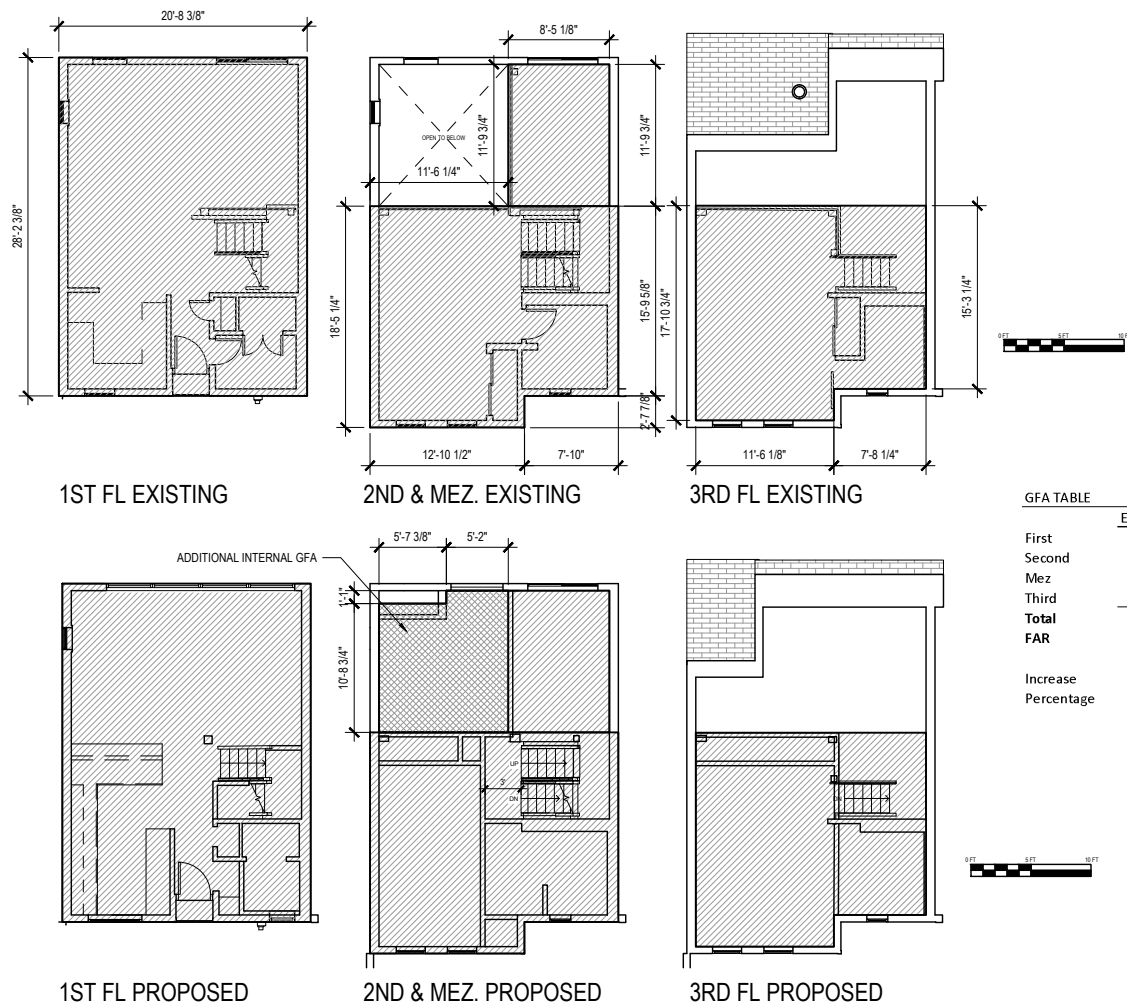 20'-8 3/8"
8'-5 1/8"
28'-2 3/8"
OPEN TO BELOW
11'-9 3/4"
11'-9 3/4"
11'-6 1/4"
18'-5 1/4"
15'-9 5/8"
17'-10 3/4"
15'-3 1/4"
2'-7 7/8"
0 FT 5 FT 10 F
12'-10 1/2"
7'-10"
11'-6 1/8"
7'-8 1/4"
1ST FL EXISTING
2ND & MEZ. EXISTING
3RD FL EXISTING
GFA TABLE
E
First
Second
Mez
Third
Total
FAR
Increase
Percentage
5'-7 3/8"
5'-2"
ADDITIONAL INTERNAL GFA
1'-1"
10'-8 3/4"
UP
3'
DN
DN
0 FT 5 FT 10 FT
1ST FL PROPOSED
2ND & MEZ. PROPOSED
3RD FL PROPOSED